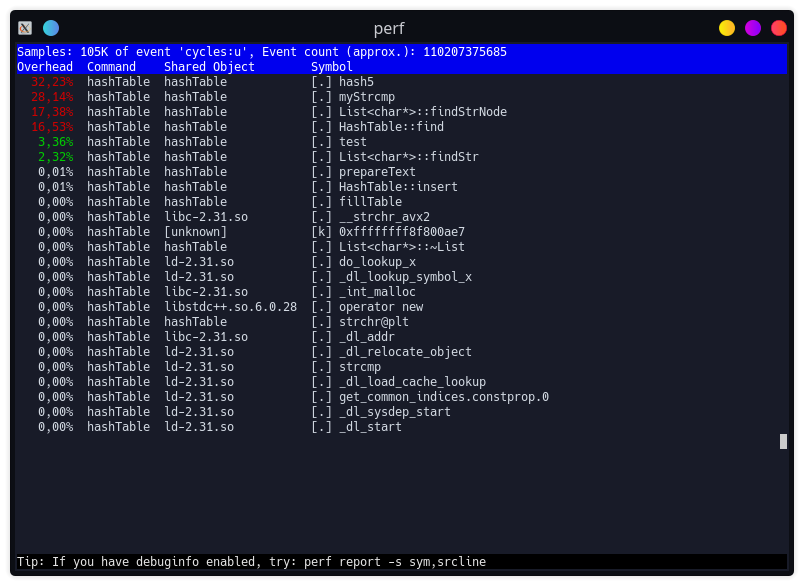 perf
Samples: 105K of event 'cycles:u', Event count (approx.): 110207375685
Overhead  Command    Shared Object        Symbol
32,23%  hashTable  hashTable            [.] hash5
28,14%  hashTable  hashTable            [.] myStrcmp
17,38%  hashTable  hashTable            [.] List<char*>::findStrNode
16,53%  hashTable  hashTable            [.] HashTable::find
3,36%  hashTable  hashTable            [.] test
2,32%  hashTable  hashTable            [.] List<char*>::findStr
0,01%  hashTable  hashTable            [.] prepareText
0,01%  hashTable  hashTable            [.] HashTable::insert
0,00%  hashTable  hashTable            [.] fillTable
0,00%  hashTable  libc-2.31.so         [.] __strchr_avx2
0,00%  hashTable  [unknown]            [k] 0xffffffff8f800ae7
0,00%  hashTable  hashTable            [.] List<char*>::~List
0,00%  hashTable  ld-2.31.so           [.] do_lookup_x
0,00%  hashTable  ld-2.31.so           [.] _dl_lookup_symbol_x
0,00%  hashTable  libc-2.31.so         [.] _int_malloc
0,00%  hashTable  libstdc++.so.6.0.28  [.] operator new
0,00%  hashTable  hashTable            [.] strchr@plt
0,00%  hashTable  libc-2.31.so         [.] _dl_addr
0,00%  hashTable  ld-2.31.so           [.] _dl_relocate_object
0,00%  hashTable  ld-2.31.so           [.] strcmp
0,00%  hashTable  ld-2.31.so           [.] _dl_load_cache_lookup
0,00%  hashTable  ld-2.31.so           [.] get_common_indices.constprop.0
0,00%  hashTable  ld-2.31.so           [.] _dl_sysdep_start
0,00%  hashTable  ld-2.31.so           [.] _dl_start
Tip: If you have debuginfo enabled, try: perf report -s sym,srcline